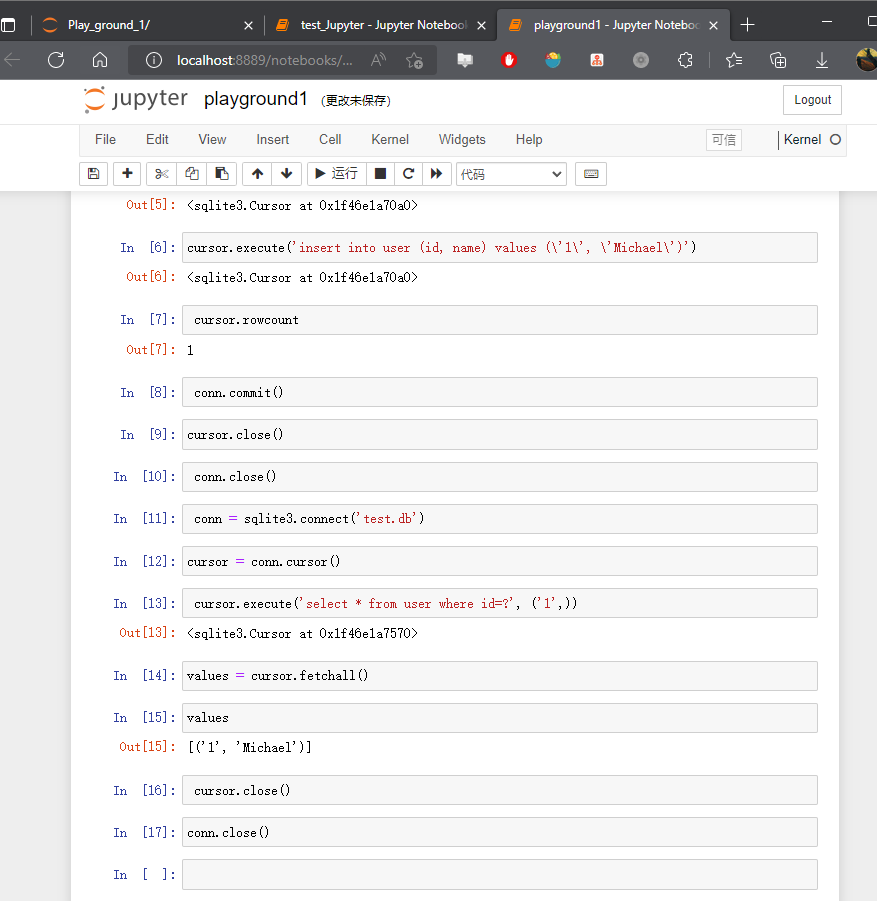 Play_ground_1/
test_Jupyter - Jupyter Noteboo
playground1 - Jupyter Noteboo
localhost:8889/notebooks/...
jupyter playground1 (更改未保存)
Logout
File Edit View Insert Cell Kernel Widgets Help 可信 Kernel
运行 代码
Out[5]: <sqlite3.Cursor at 0x1f46e1a70a0>
In [6]: cursor.execute('insert into user (id, name) values (\'1\', \'Michael\')')
Out[6]: <sqlite3.Cursor at 0x1f46e1a70a0>
In [7]: cursor.rowcount
Out[7]: 1
In [8]: conn.commit()
In [9]: cursor.close()
In [10]: conn.close()
In [11]: conn = sqlite3.connect('test.db')
In [12]: cursor = conn.cursor()
In [13]: cursor.execute('select * from user where id=?', ('1',))
Out[13]: <sqlite3.Cursor at 0x1f46e1a7570>
In [14]: values = cursor.fetchall()
In [15]: values
Out[15]: [('1', 'Michael')]
In [16]: cursor.close()
In [17]: conn.close()
In [ ]: